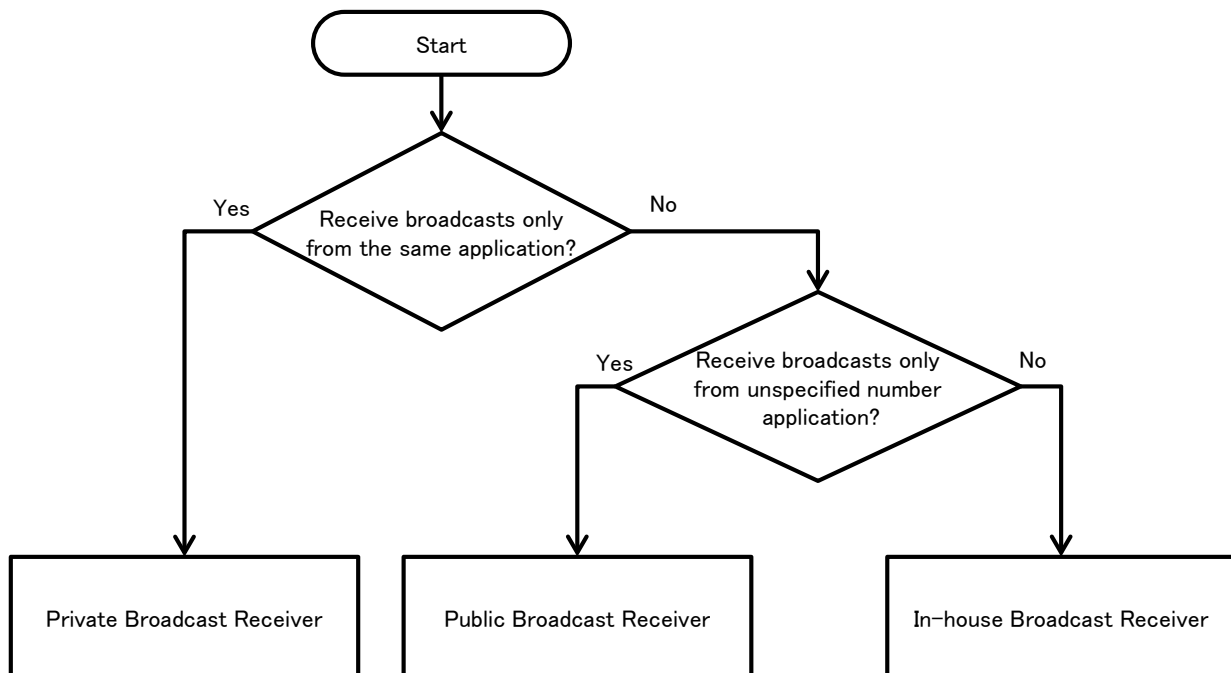 Start
Yes
No
Receive broadcasts only
from the same application?
Yes
No
Receive broadcasts only
from unspecified number
application?
Private Broadcast Receiver
Public Broadcast Receiver
In-house Broadcast Receiver